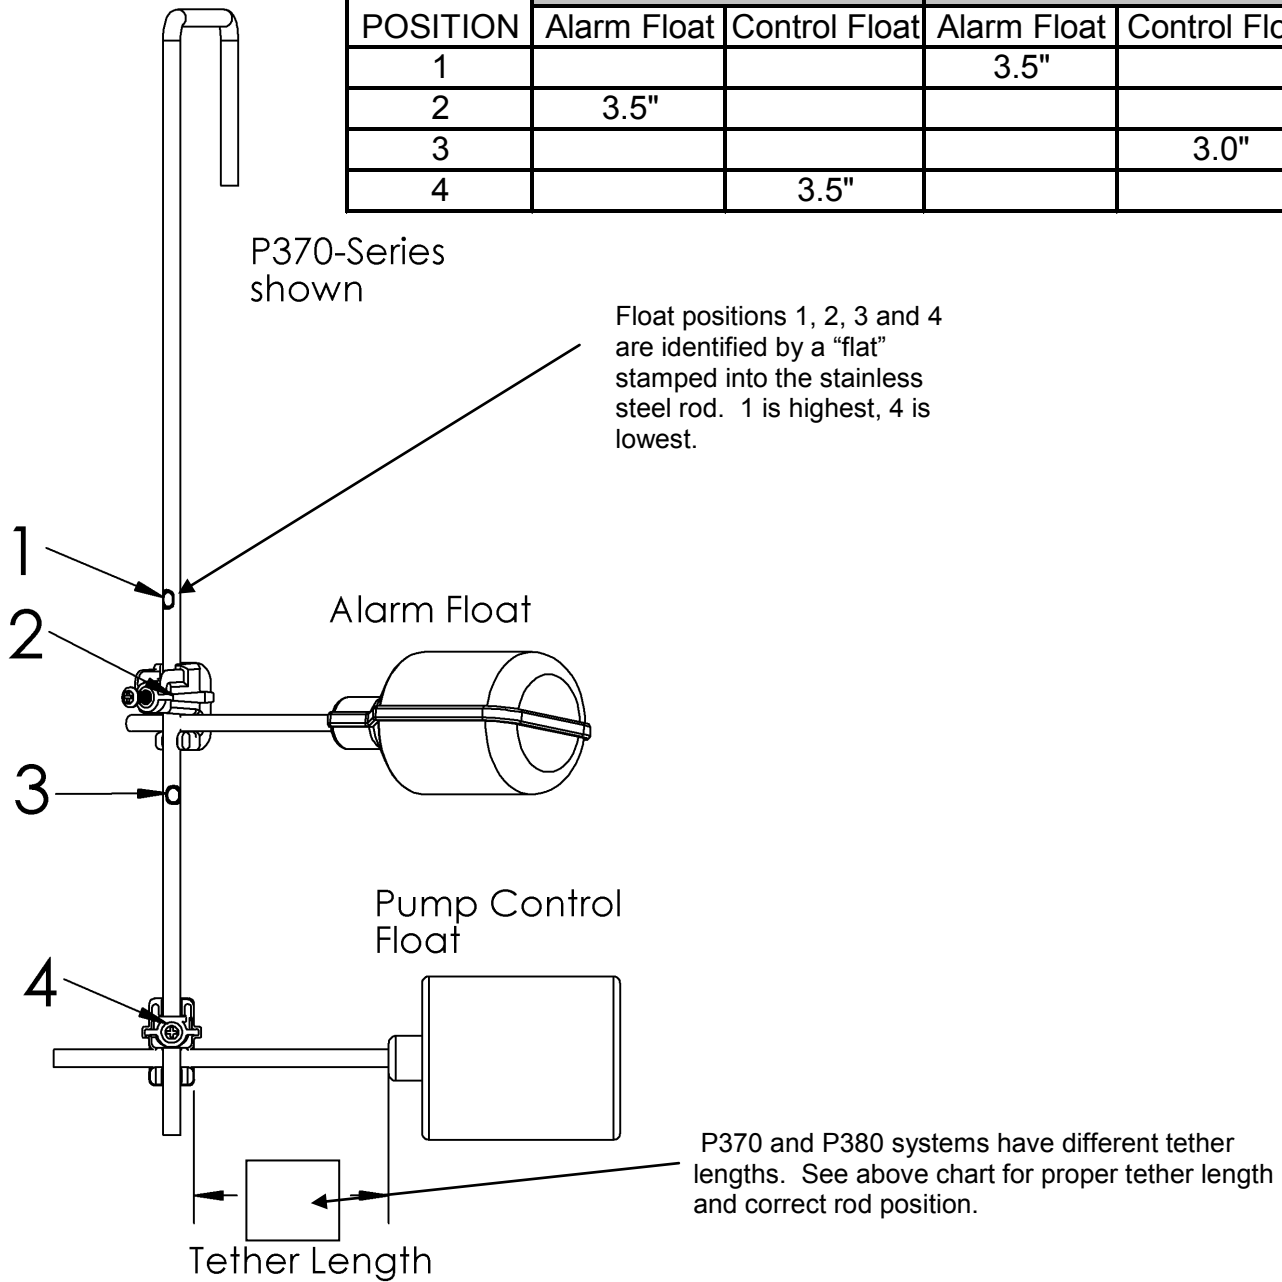 POSITION Alarm Float Control Float Alarm Float Control Flo
1 3.5"
2 3.5"
3 3.0"
4 3.5"
P370-Series
shown
Float positions 1, 2, 3 and 4
are identified by a “flat”
stamped into the stainless
steel rod.  1 is highest, 4 is
lowest.
1
Alarm Float
2
3
Pump Control
Float
4
P370 and P380 systems have different tether
lengths.  See above chart for proper tether length
and correct rod position.
Tether Length